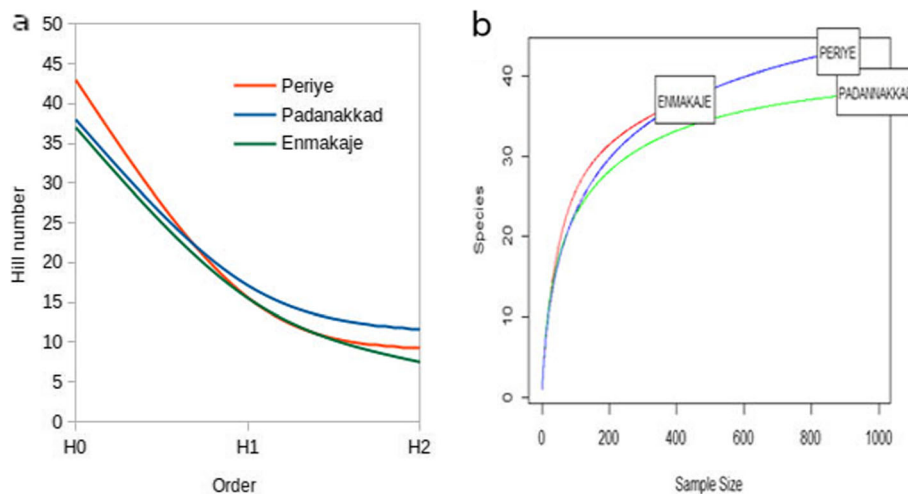 a
50
45
40
35
30
25
20
15
10
5
0
Hill number
Periye
Padanakkad
Enmakaje
H0 H1 H2
Order
b
40
30
20
10
0
Species
PERIYE
ENMAKAJE
PADANNAKKAD
0 200 400 600 800 1000
Sample Size